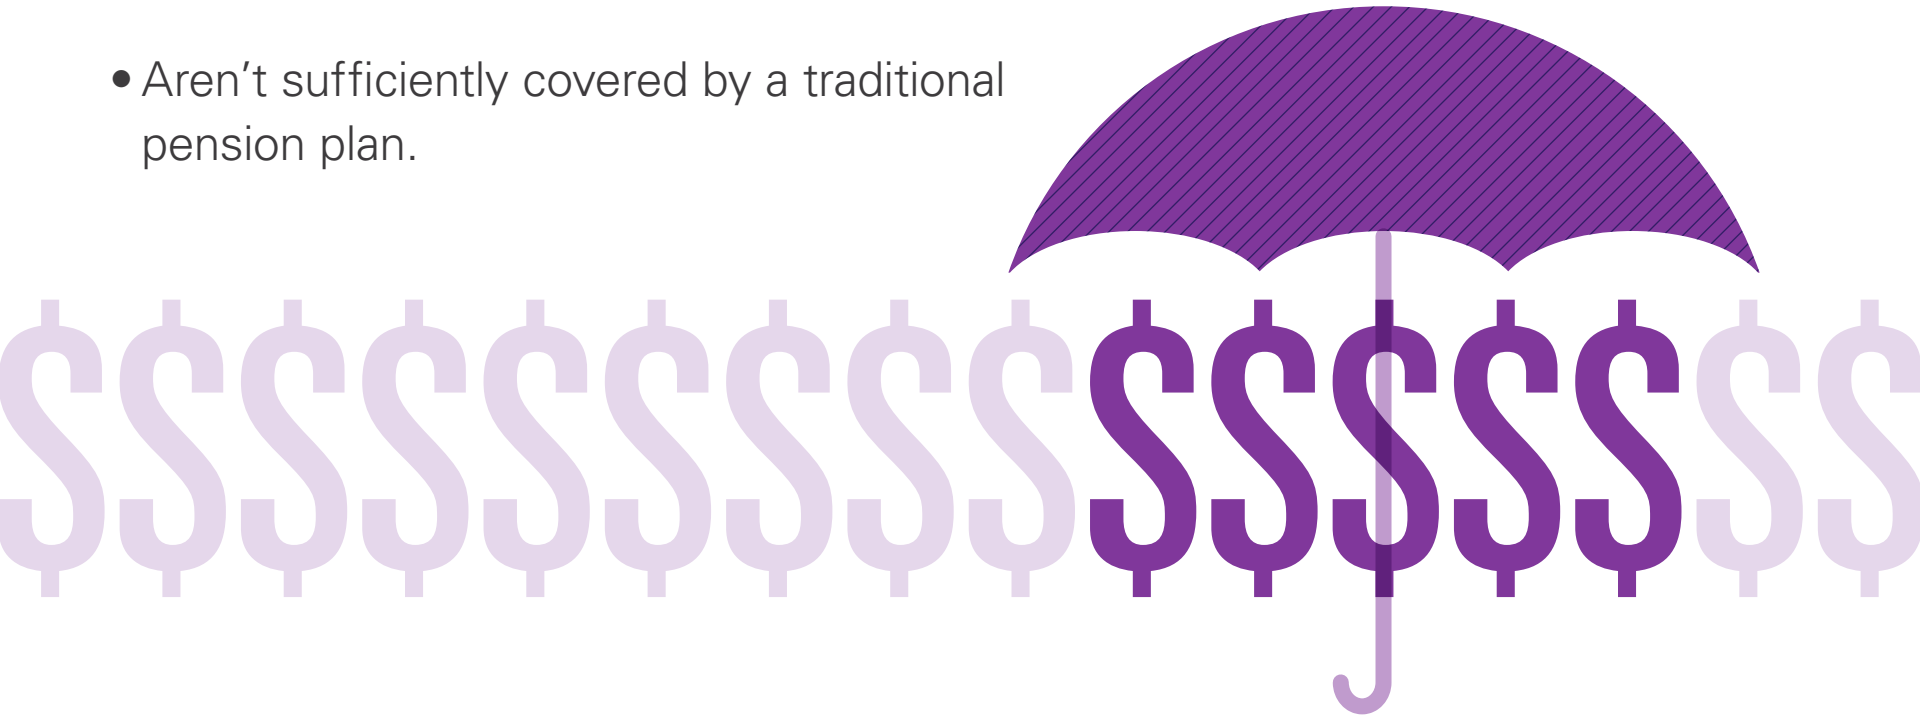 • Aren’t sufficiently covered by a traditional
pension plan.
$$$$$$$$$$$$$$$$